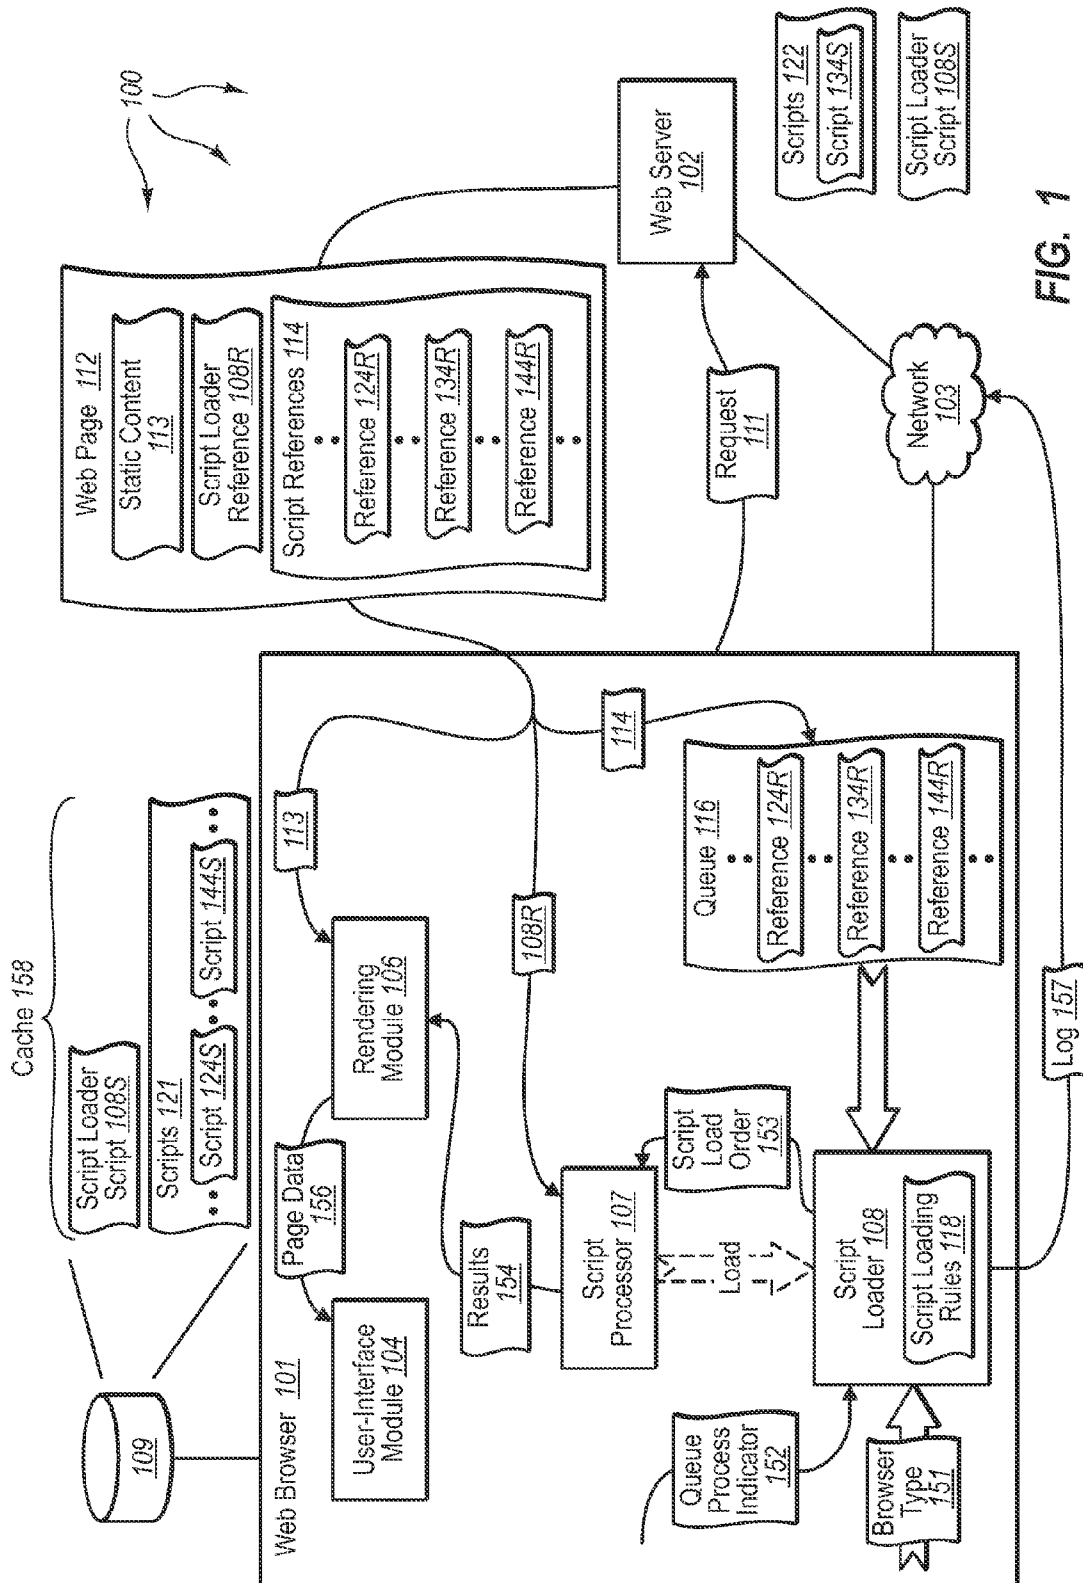 100
Cache 158
Script Loader
Script 108S
Scripts 121
Script 124S
Script 144S
109
Web Page 112
Static Content
113
Script Loader
Reference 108R
Script References 114
Reference 124R
Reference 134R
Reference 144R
Web Server
102
Scripts 122
Script 134S
Script Loader
Script 108S
Request
111
Network
103
Web Browser 101
User-Interface
Module 104
Page Data
156
Rendering
Module 106
113
Results
154
Script
Processor 107
108R
114
Load
Script
Load
Order
153
Queue 116
Reference 124R
Reference 134R
Reference 144R
Queue
Process
Indicator
152
Browser
Type
151
Script
Loader 108
Script Loading
Rules 118
Log 157
FIG. 1